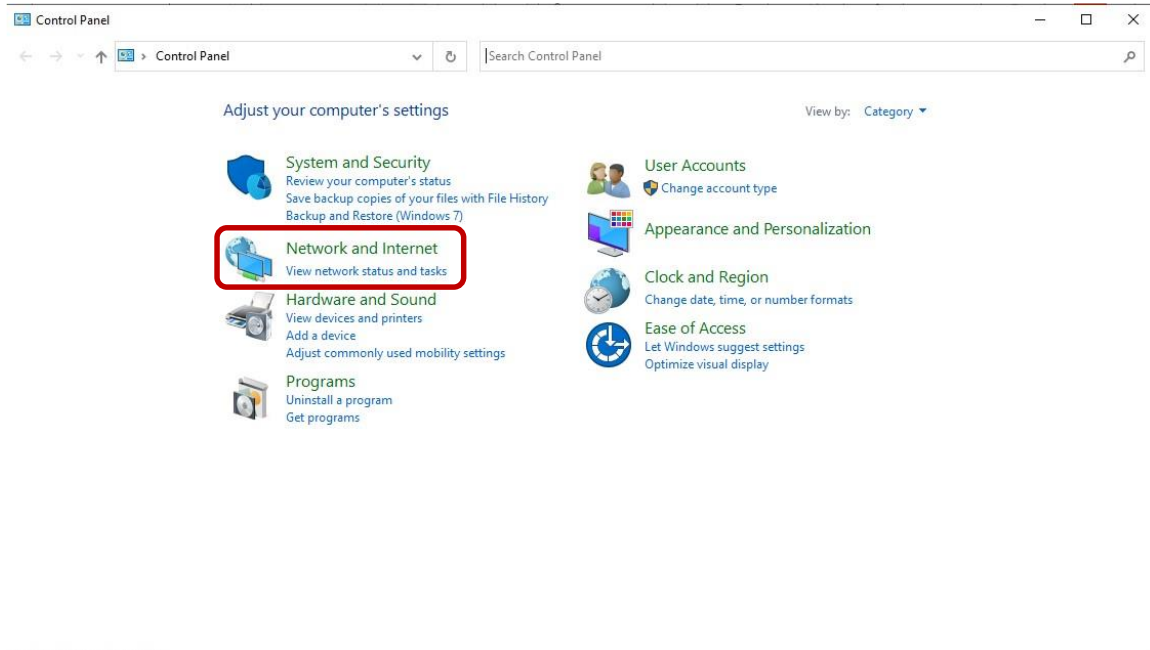 Control Panel
Control Panel
Search Control Panel
Adjust your computer's settings
View by: Category
System and Security
Review your computer's status
Save backup copies of your files with File History
Backup and Restore (Windows 7)
Network and Internet
View network status and tasks
Hardware and Sound
View devices and printers
Add a device
Adjust commonly used mobility settings
Programs
Uninstall a program
Get programs
User Accounts
Change account type
Appearance and Personalization
Clock and Region
Change date, time, or number formats
Ease of Access
Let Windows suggest settings
Optimize visual display